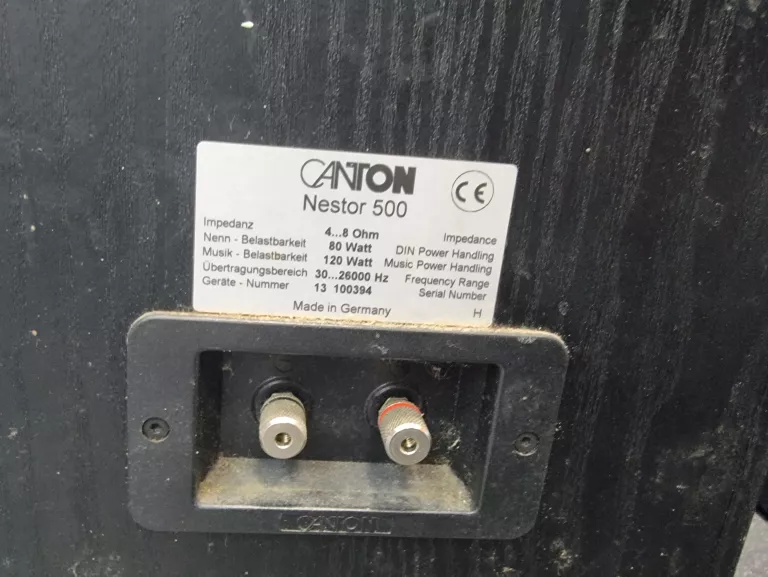 CANTON
CE
Nestor 500
Impedanz 4...8 Ohm Impedance
Nenn - Belastbarkeit 80 Watt DIN Power Handling
Musik - Belastbarkeit 120 Watt Music Power Handling
Übertragungsbereich 30...26000 Hz Frequency Range
Geräte - Nummer 13 100394 Serial Number
Made in Germany H
CANTON